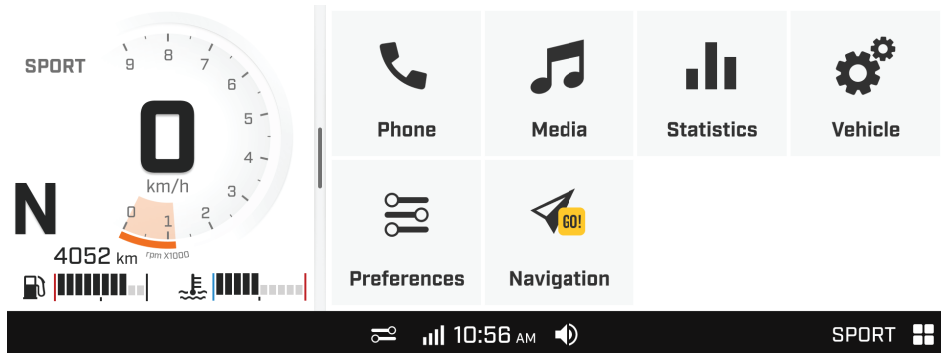 SPORT
9 8 7 6 5 4 3 2 1 0
0
km/h
N
rpm X1000
4052 km
Phone
Media
Statistics
Vehicle
Preferences
GO!
Navigation
10:56 AM
SPORT